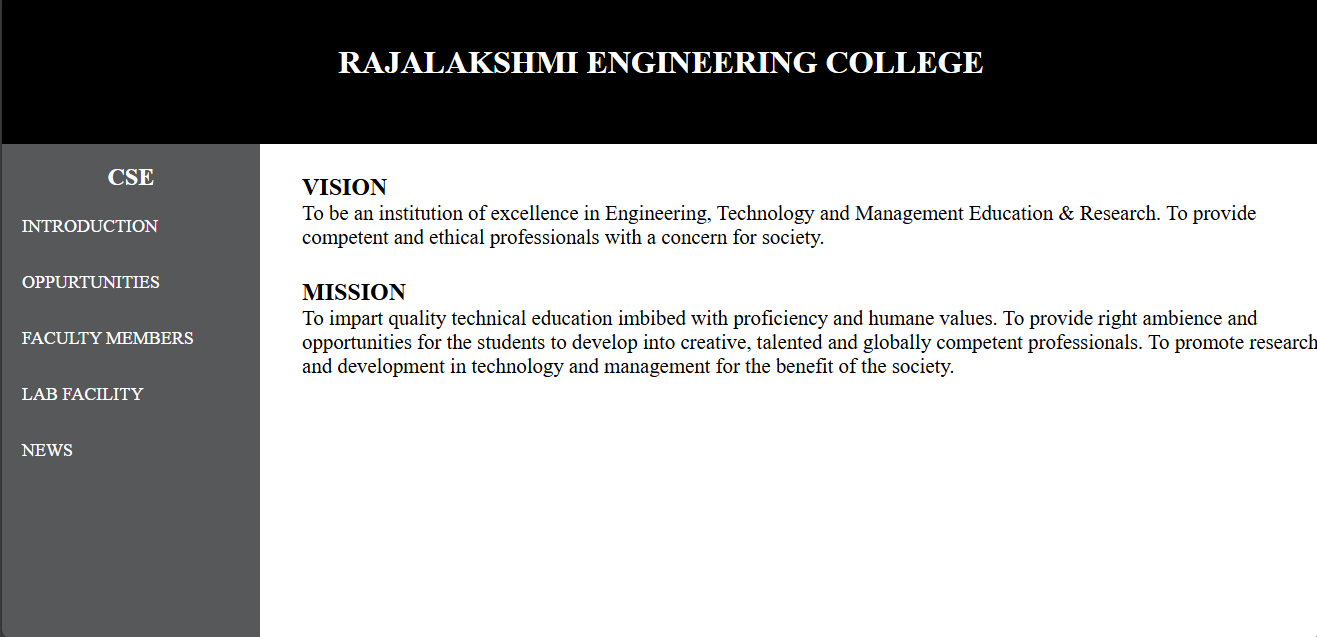 RAJALAKSHMI ENGINEERING COLLEGE
CSE
INTRODUCTION
OPPURTUNITIES
FACULTY MEMBERS
LAB FACILITY
NEWS
VISION
To be an institution of excellence in Engineering, Technology and Management Education & Research. To provide
competent and ethical professionals with a concern for society.
MISSION
To impart quality technical education imbibed with proficiency and humane values. To provide right ambience and
opportunities for the students to develop into creative, talented and globally competent professionals. To promote research
and development in technology and management for the benefit of the society.